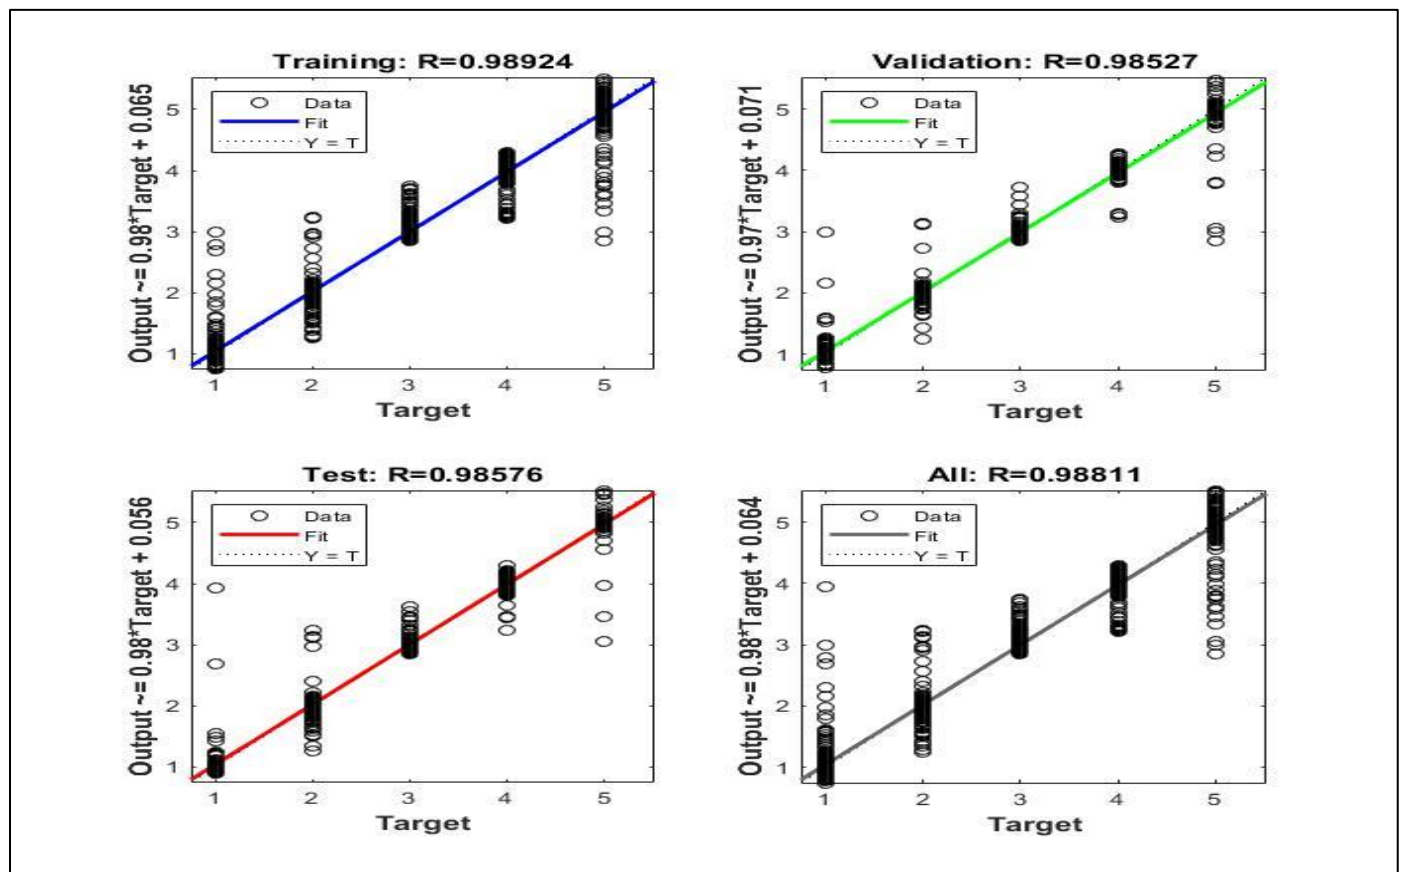 Training: R=0.98924
Output ~= 0.98*Target + 0.065
Data
Fit
Y = T
5
4
3
2
1
1 2 3 4 5
Target
Validation: R=0.98527
Output ~= 0.97*Target + 0.071
Data
Fit
Y = T
5
4
3
2
1
1 2 3 4 5
Target
Test: R=0.98576
Output ~= 0.98*Target + 0.056
Data
Fit
Y = T
5
4
3
2
1
1 2 3 4 5
Target
All: R=0.98811
Output ~= 0.98*Target + 0.064
Data
Fit
Y = T
5
4
3
2
1
1 2 3 4 5
Target